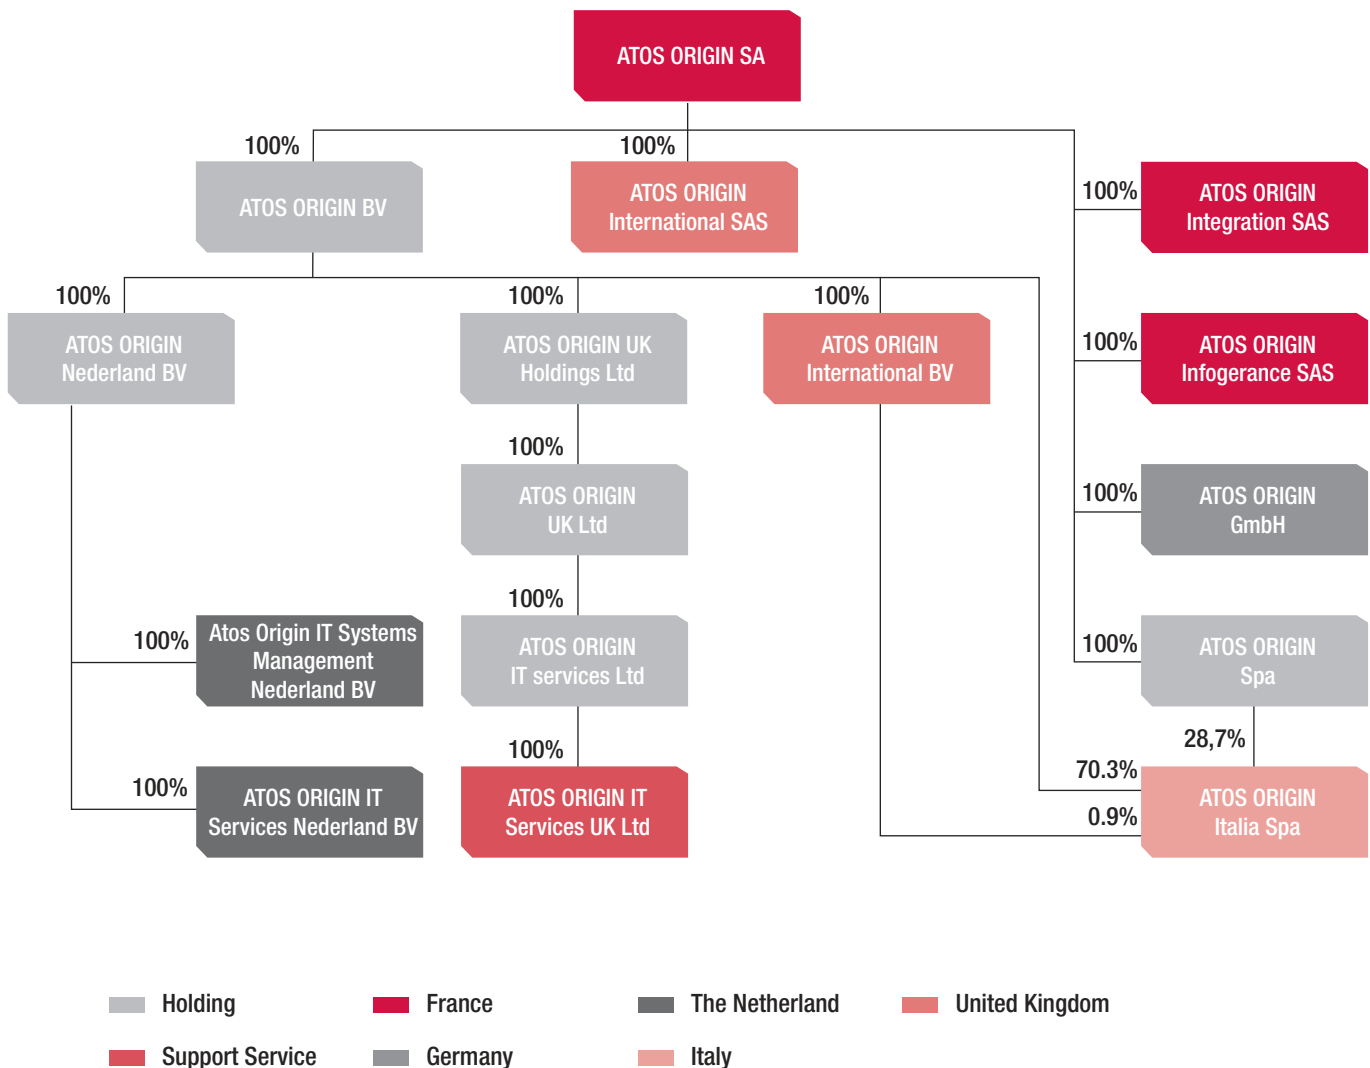 ATOS ORIGIN SA
100%
100%
ATOS ORIGIN BV
ATOS ORIGIN
International SAS
100%
ATOS ORIGIN
Integration SAS
100%
100%
100%
ATOS ORIGIN
Nederland BV
ATOS ORIGIN UK
Holdings Ltd
ATOS ORIGIN
International BV
100%
ATOS ORIGIN
Infogerance SAS
100%
ATOS ORIGIN
UK Ltd
100%
ATOS ORIGIN
GmbH
100%
100%
Atos Origin IT Systems
Management
Nederland BV
ATOS ORIGIN
IT services Ltd
100%
ATOS ORIGIN
Spa
100%
28,7%
70.3%
100%
ATOS ORIGIN IT
Services Nederland BV
ATOS ORIGIN IT
Services UK Ltd
0.9%
ATOS ORIGIN
Italia Spa
Holding
France
The Netherland
United Kingdom
Support Service
Germany
Italy